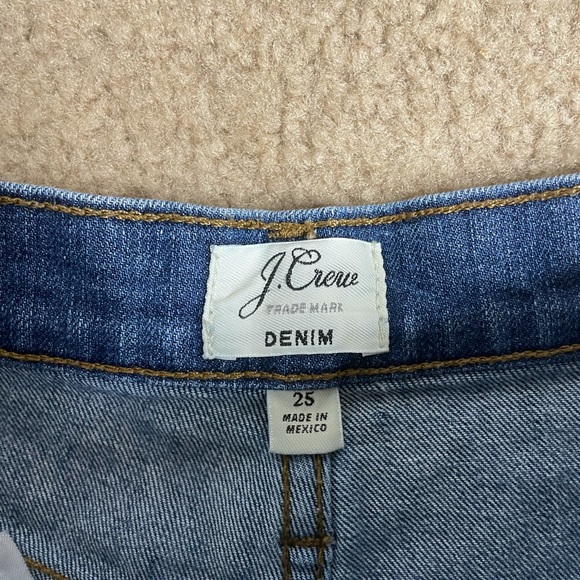 J.Crew
TRADE MARK
DENIM
25
MADE IN
MEXICO